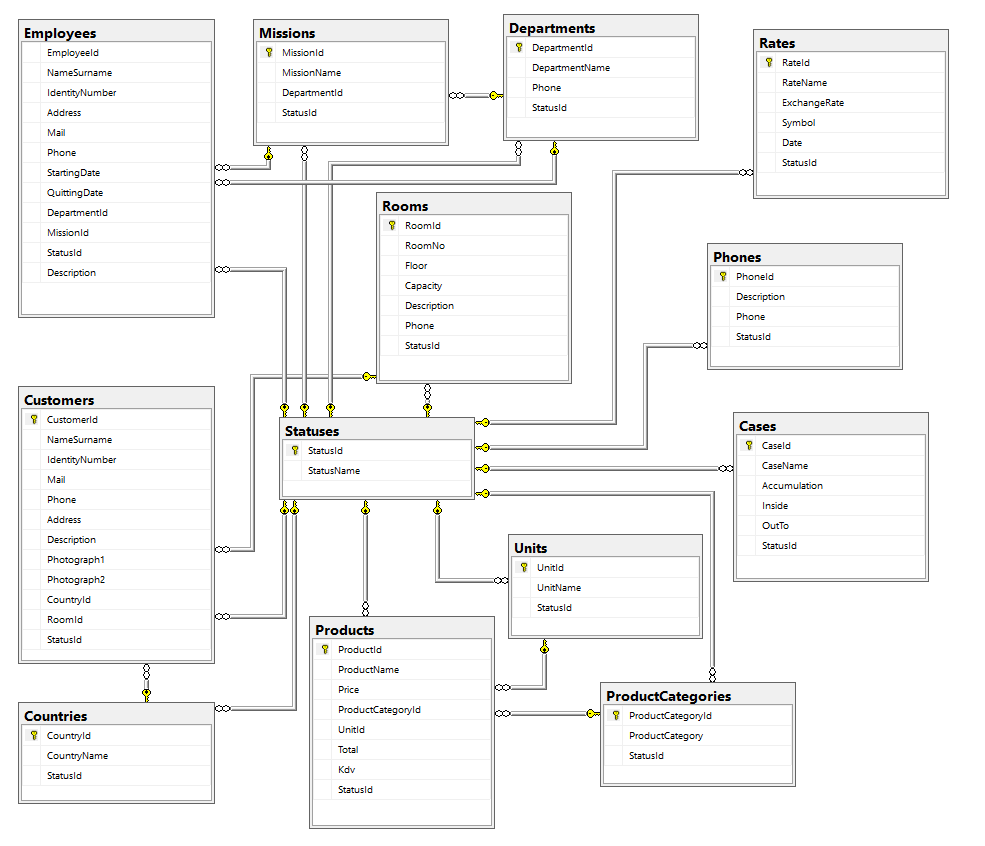 Employees
EmployeeId
NameSurname
IdentityNumber
Address
Mail
Phone
StartingDate
QuittingDate
DepartmentId
MissionId
StatusId
Description
Missions
MissionId
MissionName
DepartmentId
StatusId
Departments
DepartmentId
DepartmentName
Phone
StatusId
Rates
RateId
RateName
ExchangeRate
Symbol
Date
StatusId
Rooms
RoomId
RoomNo
Floor
Capacity
Description
Phone
StatusId
Phones
PhoneId
Description
Phone
StatusId
Customers
CustomerId
NameSurname
IdentityNumber
Mail
Phone
Address
Description
Photograph1
Photograph2
CountryId
RoomId
StatusId
Statuses
StatusId
StatusName
Cases
CaseId
CaseName
Accumulation
Inside
OutTo
StatusId
Units
UnitId
UnitName
StatusId
Products
ProductId
ProductName
Price
ProductCategoryId
UnitId
Total
Kdv
StatusId
ProductCategories
ProductCategoryId
ProductCategory
StatusId
Countries
CountryId
CountryName
StatusId